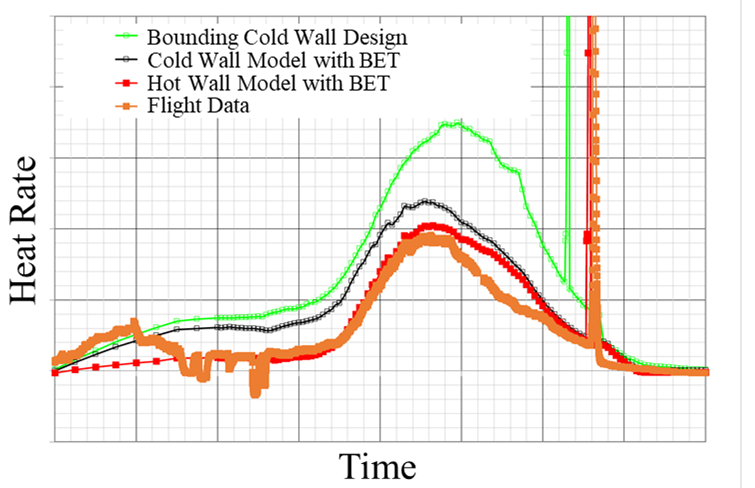 Bounding Cold Wall Design
Cold Wall Model with BET
Hot Wall Model with BET
Flight Data
Heat Rate
Time